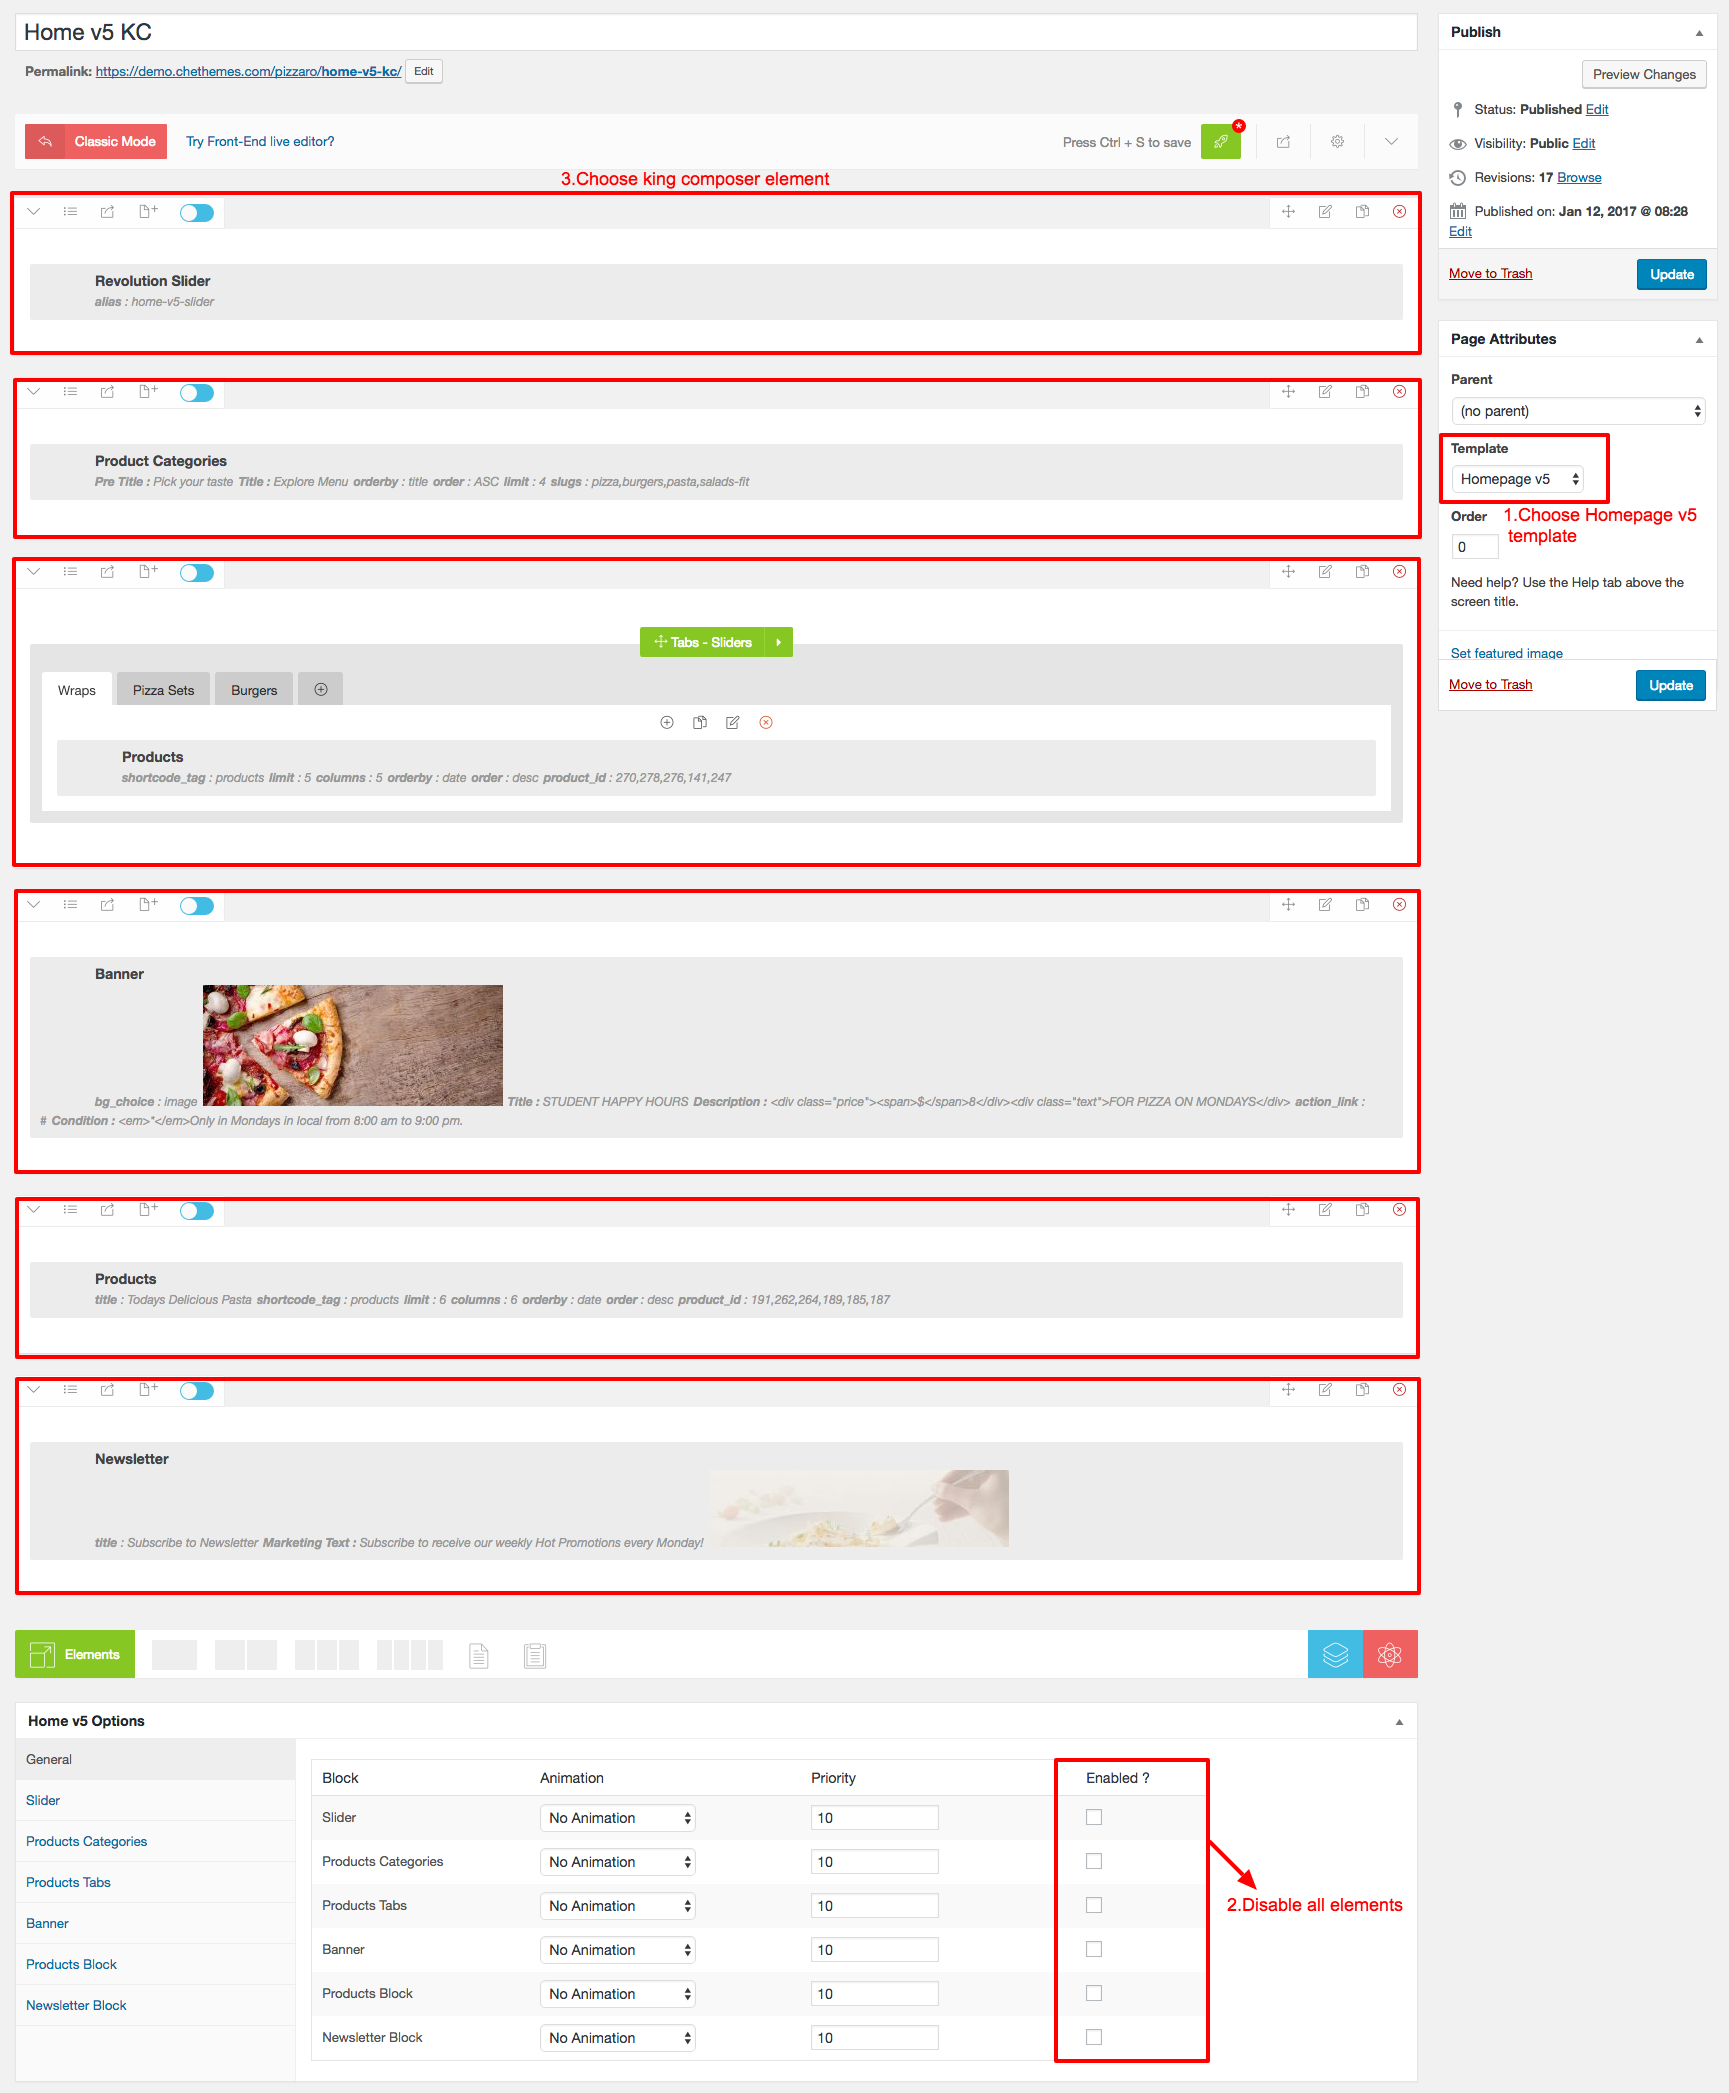 Home v5 KC
Permalink: https://demo.chethemes.com/pizzaro/home-v5-kc/ Edit
Classic Mode Try Front-End live editor? Press Ctrl + S to save
3.Choose king composer element
Revolution Slider
alias : home-v5-slider
Product Categories
Pre Title : Pick your taste Title : Explore Menu orderby : title order : ASC limit : 4 slugs : pizza,burgers,pasta,salads-fit
Tabs - Sliders
Wraps Pizza Sets Burgers
Products
shortcode_tag : products limit : 5 columns : 5 orderby : date order : desc product_id : 270,278,276,141,247
Banner
bg_choice : image Title : STUDENT HAPPY HOURS Description : <div class="price"><span>$</span>8</div><div class="text">FOR PIZZA ON MONDAYS</div> action_link :
# Condition : <em>*</em>Only in Mondays in local from 8:00 am to 9:00 pm.
Products
title : Todays Delicious Pasta shortcode_tag : products limit : 6 columns : 6 orderby : date order : desc product_id : 191,262,264,189,185,187
Newsletter
title : Subscribe to Newsletter Marketing Text : Subscribe to receive our weekly Hot Promotions every Monday!
Elements
Home v5 Options
General
Slider
Products Categories
Products Tabs
Banner
Products Block
Newsletter Block
Block Animation Priority Enabled ?
Slider No Animation 10
Products Categories No Animation 10
Products Tabs No Animation 10
Banner No Animation 10
Products Block No Animation 10
Newsletter Block No Animation 10
2.Disable all elements
Publish
Preview Changes
Status: Published Edit
Visibility: Public Edit
Revisions: 17 Browse
Published on: Jan 12, 2017 @ 08:28
Edit
Move to Trash Update
Page Attributes
Parent
(no parent)
Template
Homepage v5
Order
1.Choose Homepage v5
template
0
Need help? Use the Help tab above the
screen title.
Set featured image
Move to Trash Update